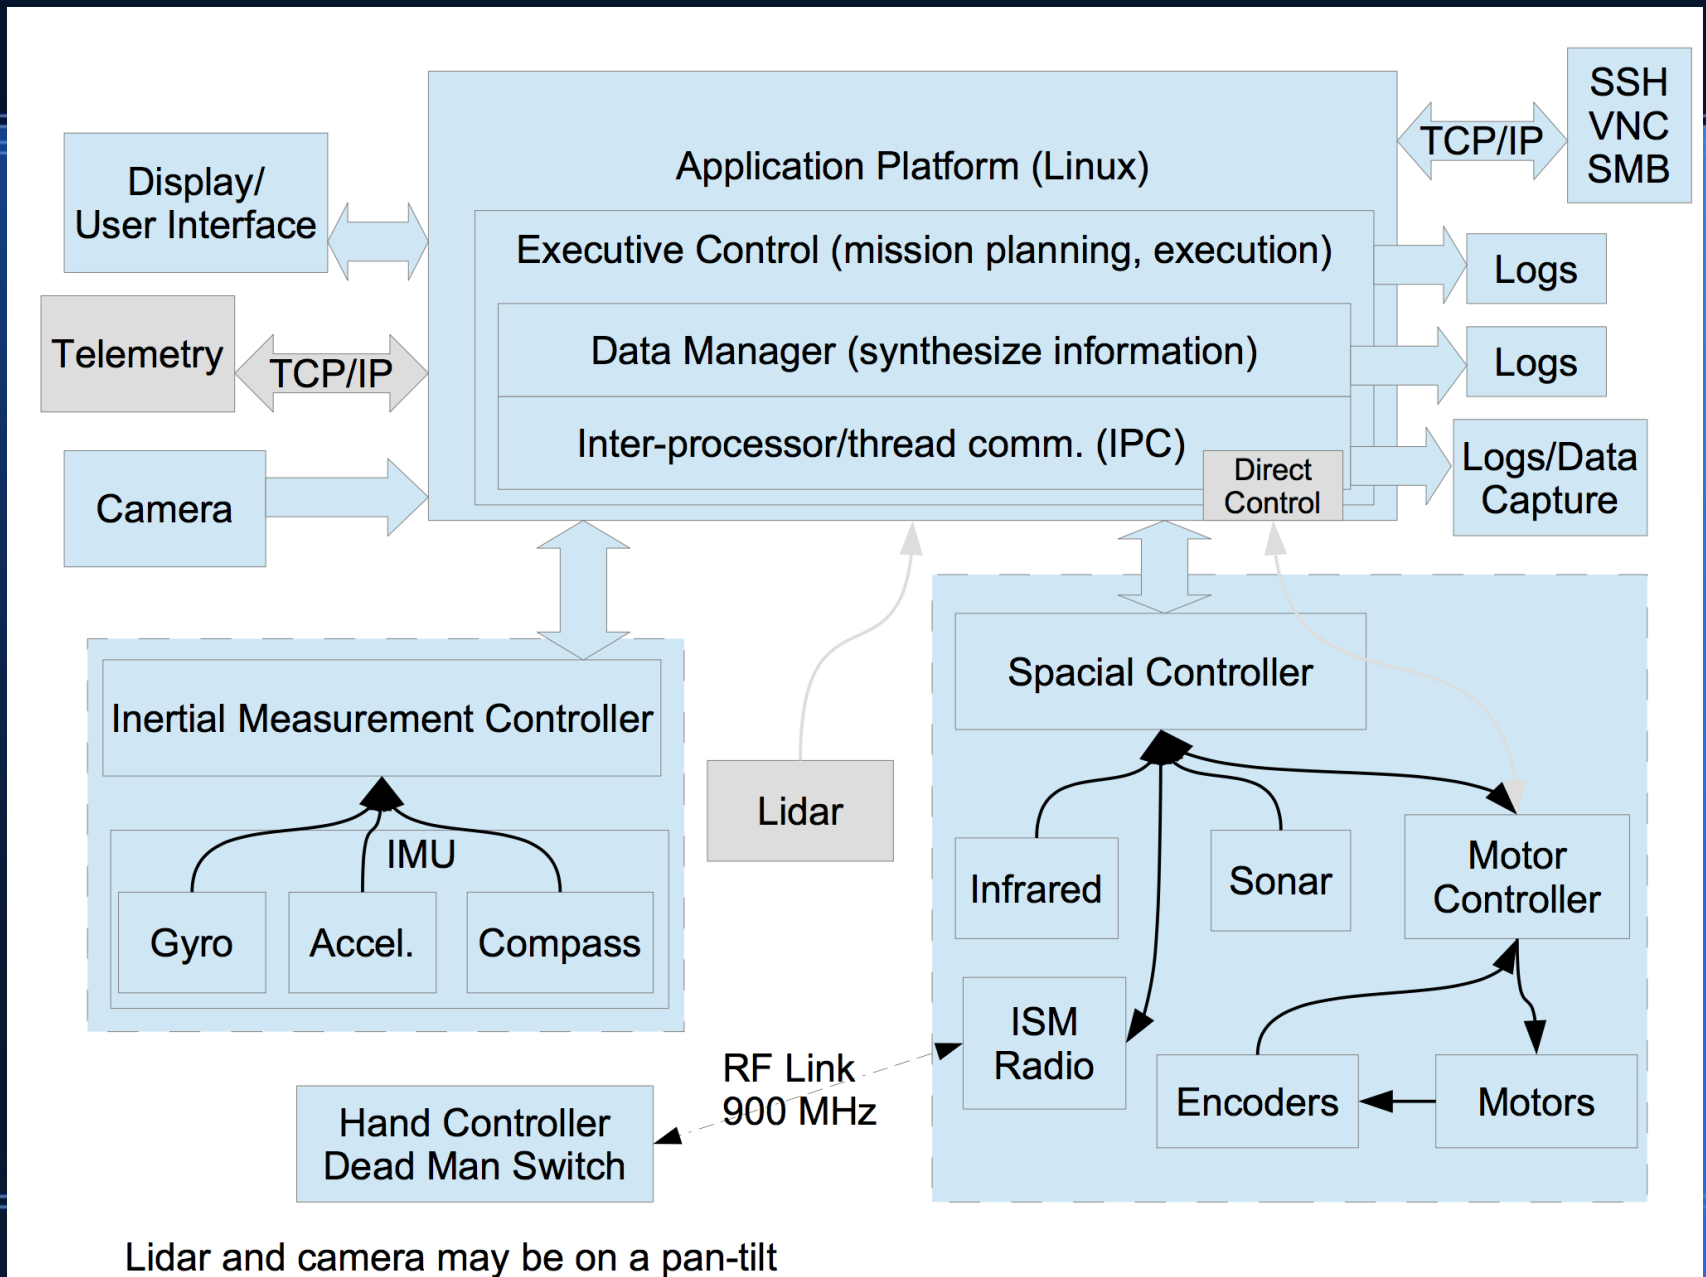 SSH
VNC
SMB
TCP/IP
Application Platform (Linux)
Display/
User Interface
Executive Control (mission planning, execution)
Logs
Telemetry
TCP/IP
Data Manager (synthesize information)
Logs
Inter-processor/thread comm. (IPC)
Direct
Control
Logs/Data
Capture
Camera
Inertial Measurement Controller
IMU
Gyro
Accel.
Compass
Lidar
Spacial Controller
Infrared
Sonar
Motor
Controller
ISM
Radio
Encoders
Motors
RF Link
900 MHz
Hand Controller
Dead Man Switch
Lidar and camera may be on a pan-tilt